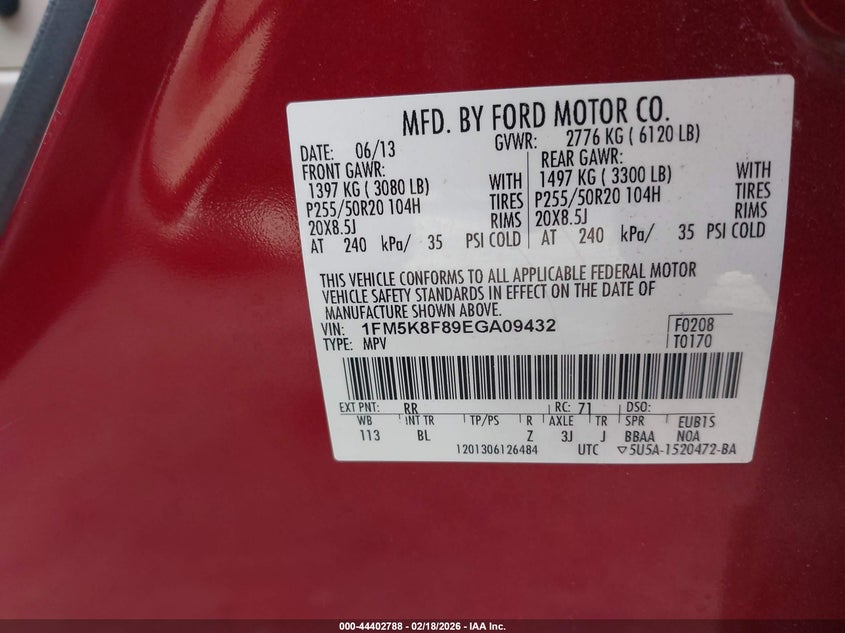 MFD. BY FORD MOTOR CO.
DATE: 06/13 GVWR: 2776 KG ( 6120 LB)
FRONT GAWR: REAR GAWR:
1397 KG ( 3080 LB) WITH 1497 KG ( 3300 LB) WITH
P255/50R20 104H TIRES P255/50R20 104H TIRES
20X8.5J RIMS 20X8.5J RIMS
AT 240 kPa/ 35 PSI COLD AT 240 kPa/ 35 PSI COLD
THIS VEHICLE CONFORMS TO ALL APPLICABLE FEDERAL MOTOR
VEHICLE SAFETY STANDARDS IN EFFECT ON THE DATE OF
MANUFACTURE SHOWN ABOVE.
VIN: 1FM5K8F89EGA09432 F0208
TYPE: MPV T0170
EXT PNT: RR RC: 71 DSO:
WB INT TR TP/PS R AXLE TR SPR EUB1S
113 BL Z 3J J BBAA NOA
1201306126484 UTC ▽5U5A-1520472-BA
000-44402788 - 02/18/2026 - IAA Inc.